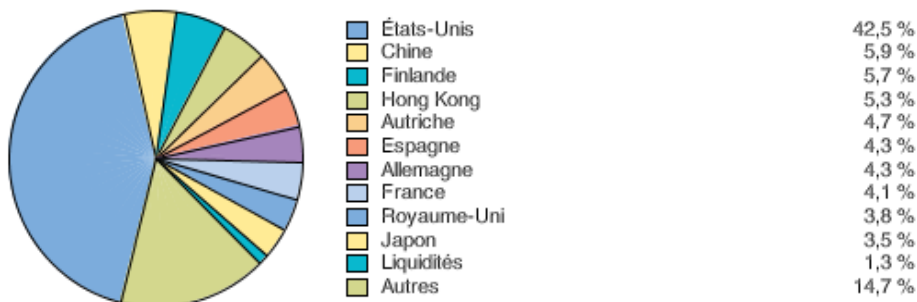 États-Unis 42,5 %
Chine 5,9 %
Finlande 5,7 %
Hong Kong 5,3 %
Autriche 4,7 %
Espagne 4,3 %
Allemagne 4,3 %
France 4,1 %
Royaume-Uni 3,8 %
Japon 3,5 %
Liquidités 1,3 %
Autres 14,7 %